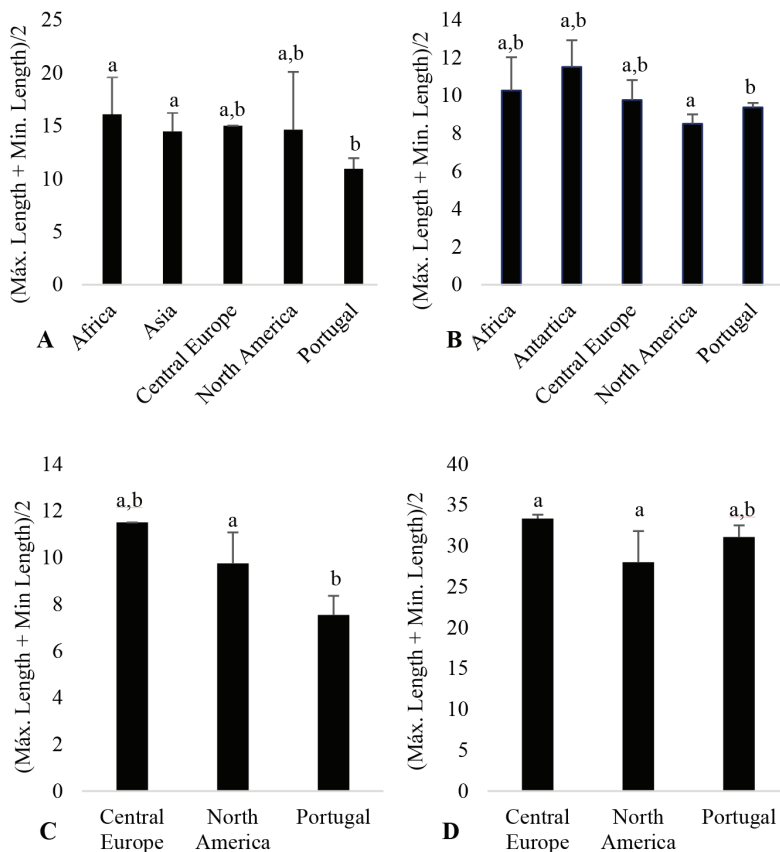 (Máx. Length + Min. Length)/2
25
20
15
10
5
0
a
a
a,b
a,b
b
Africa
Asia
Central Europe
North America
Portugal
A
(Máx. Length + Min. Length)/2
14
12
10
8
6
4
2
0
a,b
a,b
a,b
a
b
Africa
Antartica
Central Europe
North America
Portugal
B
(Máx. Length + Min Length)/2
14
12
10
8
6
4
2
0
a,b
a
b
Central
Europe
North
America
Portugal
C
(Máx. Length + Min. Length)/2
40
35
30
25
20
15
10
5
0
a
a
a,b
Central
Europe
North
America
Portugal
D